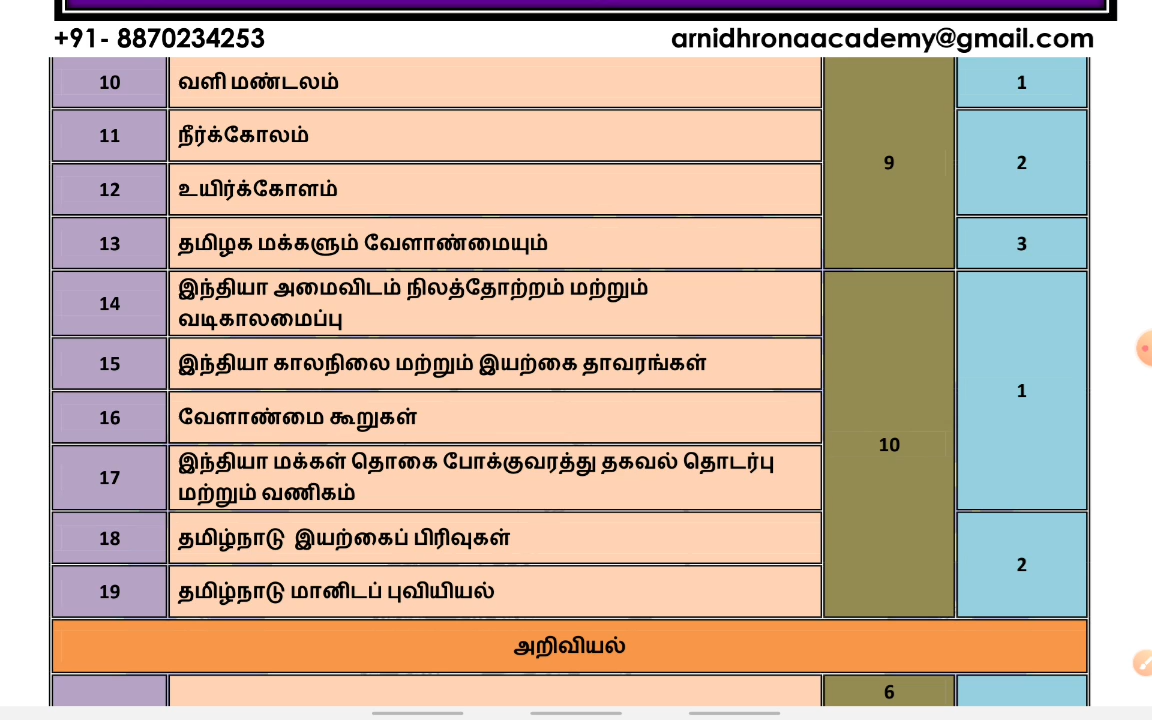 +91- 8870234253 arnidhronaacademy@gmail.com
10 வளி மண்டலம் 1
11 நீர்க்கோலம்
9 2
12 உயிர்க்கோளம்
13 தமிழக மக்களும் வேளாண்மையும் 3
14 இந்தியா அமைவிடம் நிலத்தோற்றம் மற்றும்
வடிகாலமைப்பு
15 இந்தியா காலநிலை மற்றும் இயற்கை தாவரங்கள்
1
16 வேளாண்மை கூறுகள்
10
17 இந்தியா மக்கள் தொகை போக்குவரத்து தகவல் தொடர்பு
மற்றும் வணிகம்
18 தமிழ்நாடு இயற்கைப் பிரிவுகள்
2
19 தமிழ்நாடு மானிடப் புவியியல்
அறிவியல்
6